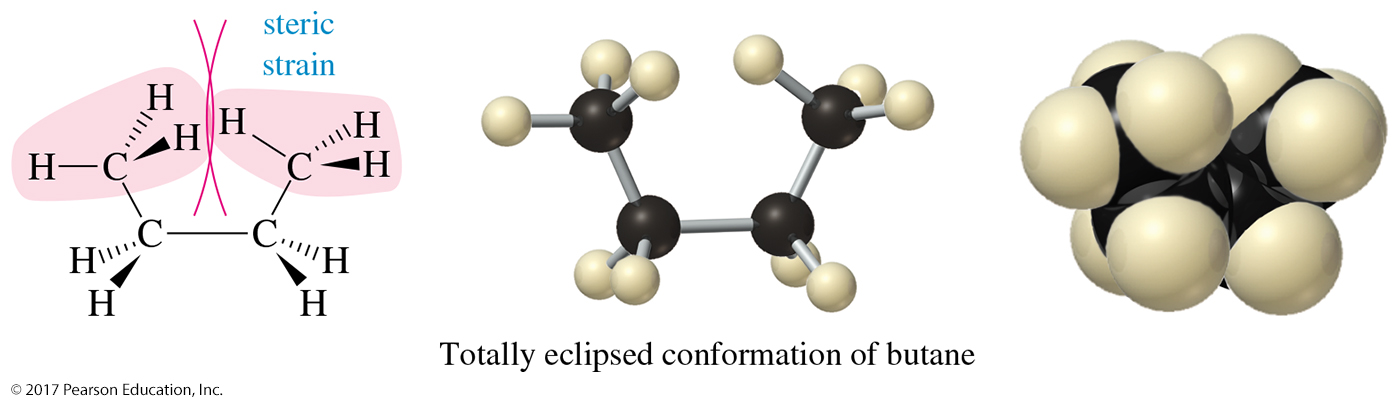 steric
strain
H
H
H
H
H
H–C
C
C
C
H
H
H
H
H
Totally eclipsed conformation of butane
© 2017 Pearson Education, Inc.